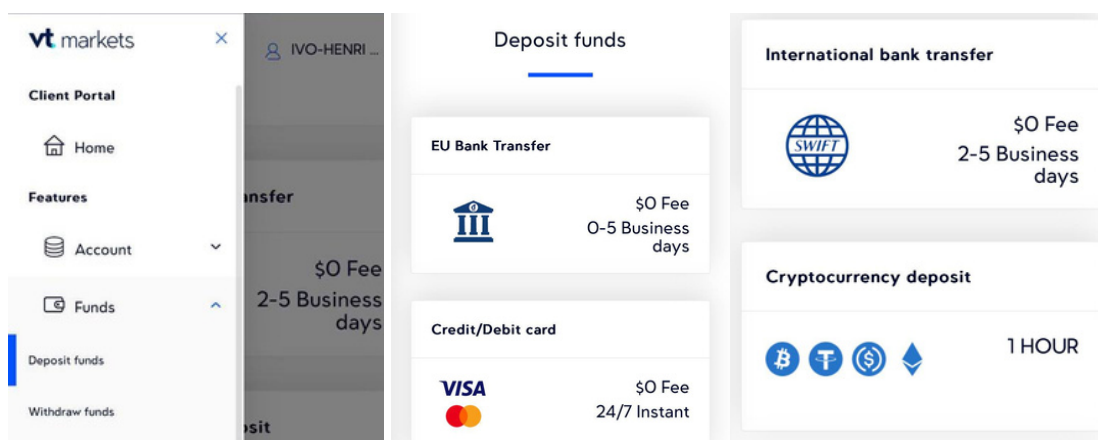 vt markets
IVO-HENRI ...
Client Portal
Home
Features
Account
Funds
Deposit funds
Withdraw funds
$0 Fee
2-5 Business
days
Deposit funds
EU Bank Transfer
$0 Fee
0-5 Business
days
Credit/Debit card
VISA
$0 Fee
24/7 Instant
International bank transfer
SWIFT
$0 Fee
2-5 Business
days
Cryptocurrency deposit
1 HOUR